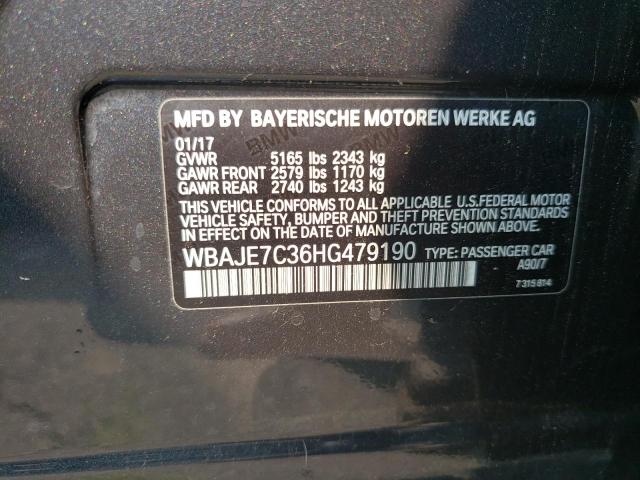 MFD BY BAYERISCHE MOTOREN WERKE AG
01/17
GVWR 5165 lbs 2343 kg
GAWR FRONT 2579 lbs 1170 kg
GAWR REAR 2740 lbs 1243 kg
THIS VEHICLE CONFORMS TO ALL APPLICABLE U.S.FEDERAL MOTOR
VEHICLE SAFETY, BUMPER AND THEFT PREVENTION STANDARDS
IN EFFECT ON THE DATE OF MANUFACTURE SHOWN ABOVE.
WBAJE7C36HG479190 TYPE: PASSENGER CAR
A90/7
7315814